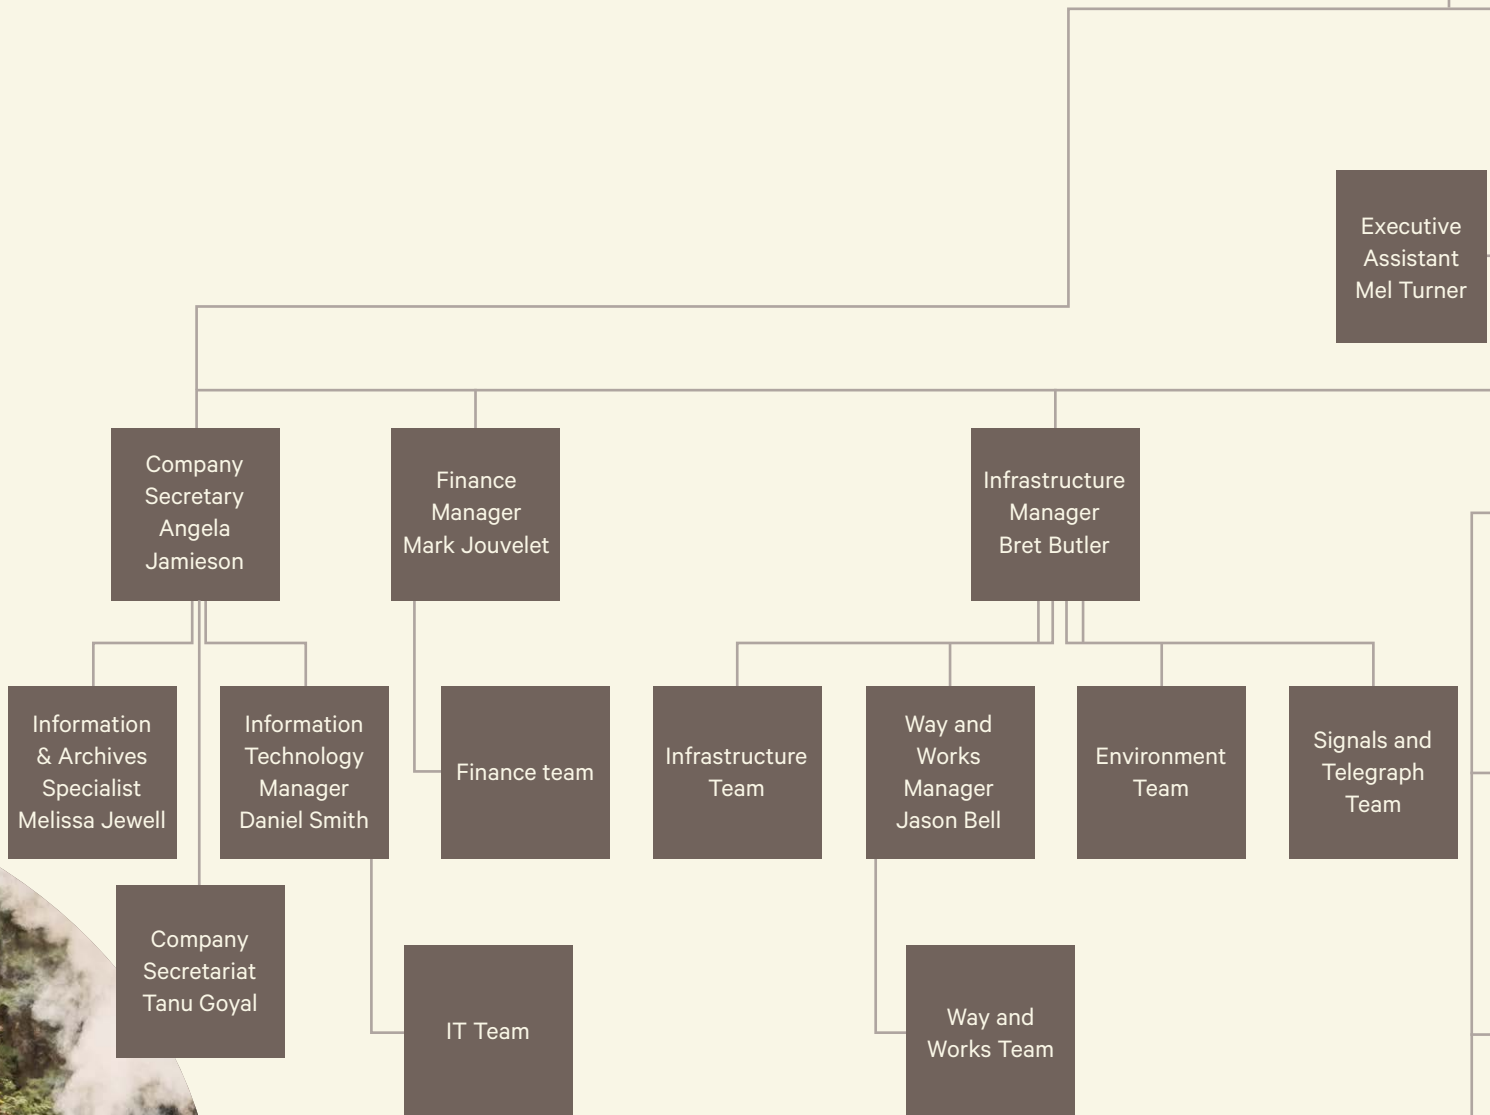 Executive
Assistant
Mel Turner
Company
Secretary
Angela
Jamieson
Finance
Manager
Mark Jouvelet
Infrastructure
Manager
Bret Butler
Information
& Archives
Specialist
Melissa Jewell
Information
Technology
Manager
Daniel Smith
Finance team
Infrastructure
Team
Way and
Works
Manager
Jason Bell
Environment
Team
Signals and
Telegraph
Team
Company
Secretariat
Tanu Goyal
IT Team
Way and
Works Team